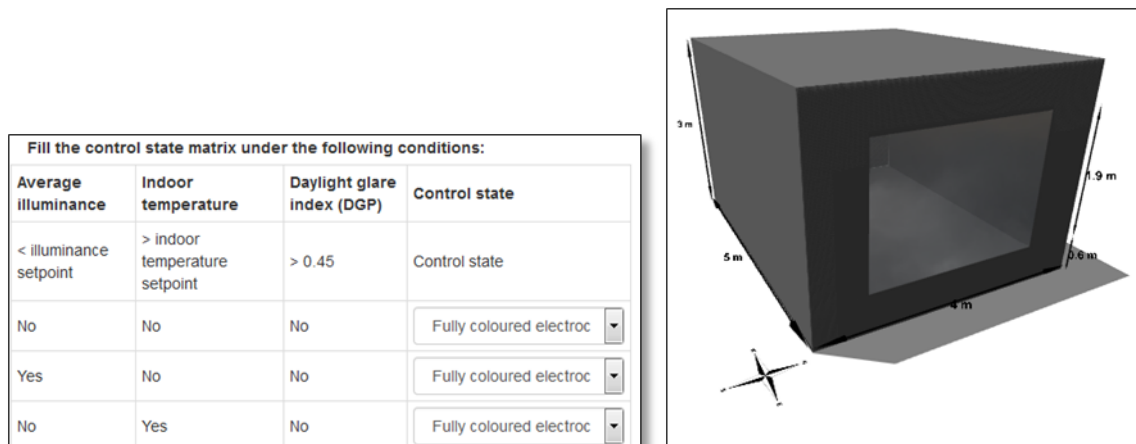 Fill the control state matrix under the following conditions:
Average illuminance
Indoor temperature
Daylight glare index (DGP)
Control state
< illuminance setpoint
> indoor temperature setpoint
> 0.45
Control state
No
No
No
Fully coloured electroc
Yes
No
No
Fully coloured electroc
No
Yes
No
Fully coloured electroc
3 m
5 m
4 m
1.9 m
0.6 m